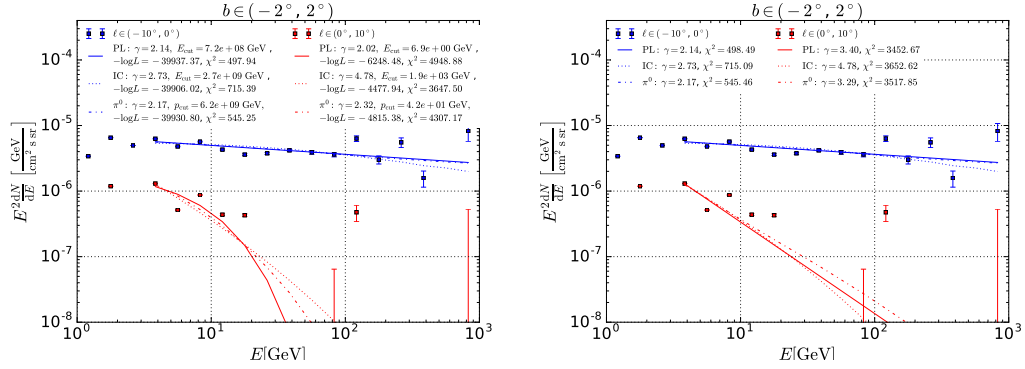 b ∈ (−2°, 2°)
ℓ ∈ (−10°, 0°)
PL : γ = 2.14, E_cut = 7.2e + 08 GeV ,
−logL = −39937.37, χ² = 497.94
IC : γ = 2.73, E_cut = 2.7e + 09 GeV ,
−logL = −39906.02, χ² = 715.39
π⁰ : γ = 2.17, p_cut = 6.2e + 09 GeV,
−logL = −39930.80, χ² = 545.25
ℓ ∈ (0°, 10°)
PL : γ = 2.02, E_cut = 6.9e + 00 GeV ,
−logL = −6248.48, χ² = 4948.88
IC : γ = 4.78, E_cut = 1.9e + 03 GeV ,
−logL = −4477.94, χ² = 3647.50
π⁰ : γ = 2.32, p_cut = 4.2e + 01 GeV,
−logL = −4815.38, χ² = 4307.17
10⁻⁴
10⁻⁵
10⁻⁶
10⁻⁷
10⁻⁸
E² dN/dE [GeV/cm² s sr]
10⁰ 10¹ 10² 10³
E[GeV]
b ∈ (−2°, 2°)
ℓ ∈ (−10°, 0°)
PL : γ = 2.14, χ² = 498.49
IC : γ = 2.73, χ² = 715.09
π⁰ : γ = 2.17, χ² = 545.46
ℓ ∈ (0°, 10°)
PL : γ = 3.40, χ² = 3652.67
IC : γ = 4.78, χ² = 3652.62
π⁰ : γ = 3.29, χ² = 3517.85
10⁻⁴
10⁻⁵
10⁻⁶
10⁻⁷
10⁻⁸
E² dN/dE [GeV/cm² s sr]
10⁰ 10¹ 10² 10³
E[GeV]